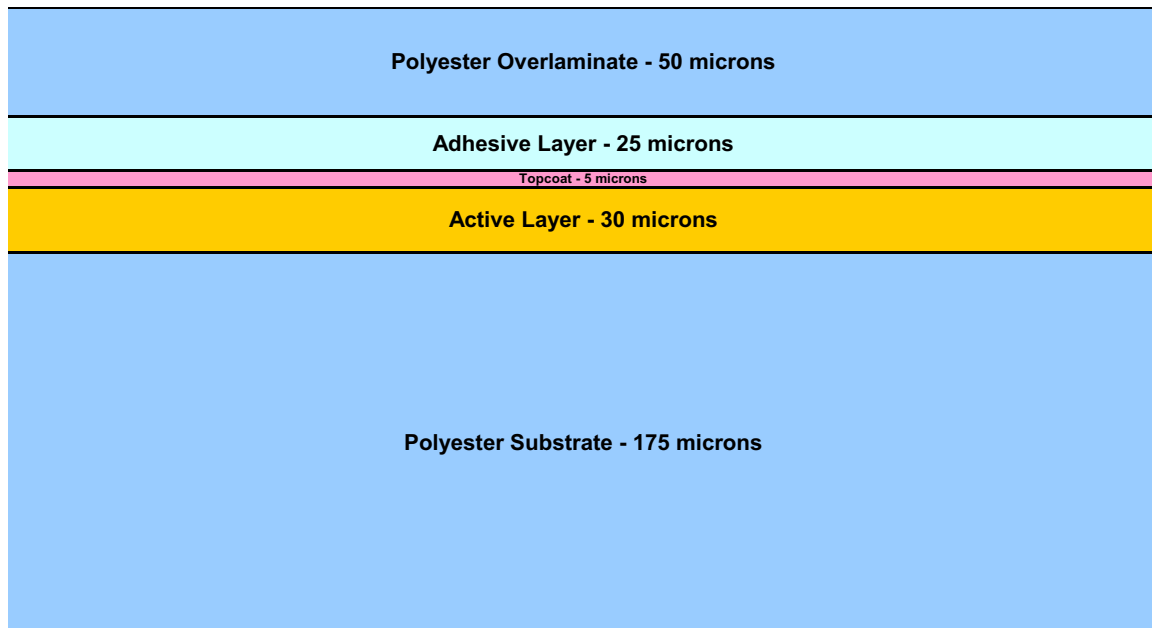 Polyester Overlaminate - 50 microns
Adhesive Layer - 25 microns
Topcoat - 5 microns
Active Layer - 30 microns
Polyester Substrate - 175 microns